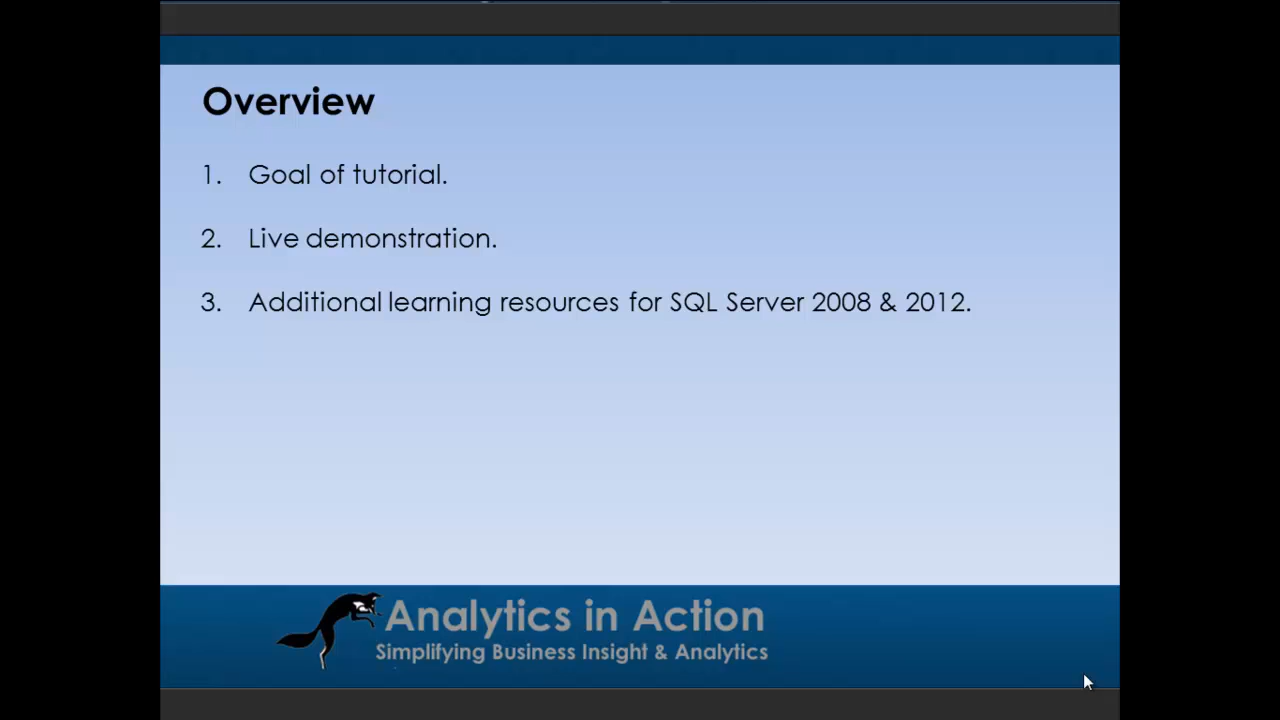 Overview
1. Goal of tutorial.
2. Live demonstration.
3. Additional learning resources for SQL Server 2008 & 2012.
Analytics in Action
Simplifying Business Insight & Analytics